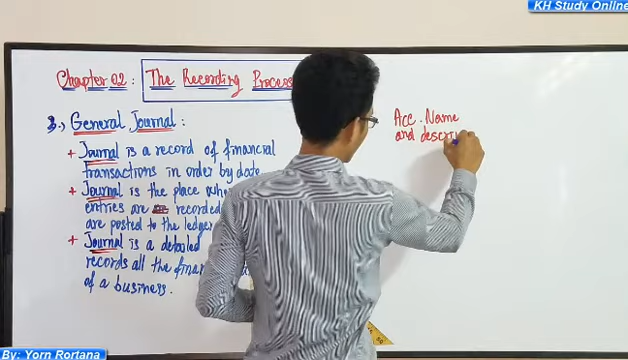 KH Study Online
Chapter 02 : The Recording Process
3., General Journal :
+ Journal is a record of financial
transactions in order by date
+ Journal is the place
entries are recorded
are posted to the ledger
+ Journal is a detailed
records all the
of a business.
Acc. Name
and descri
By: Yorn Rortana